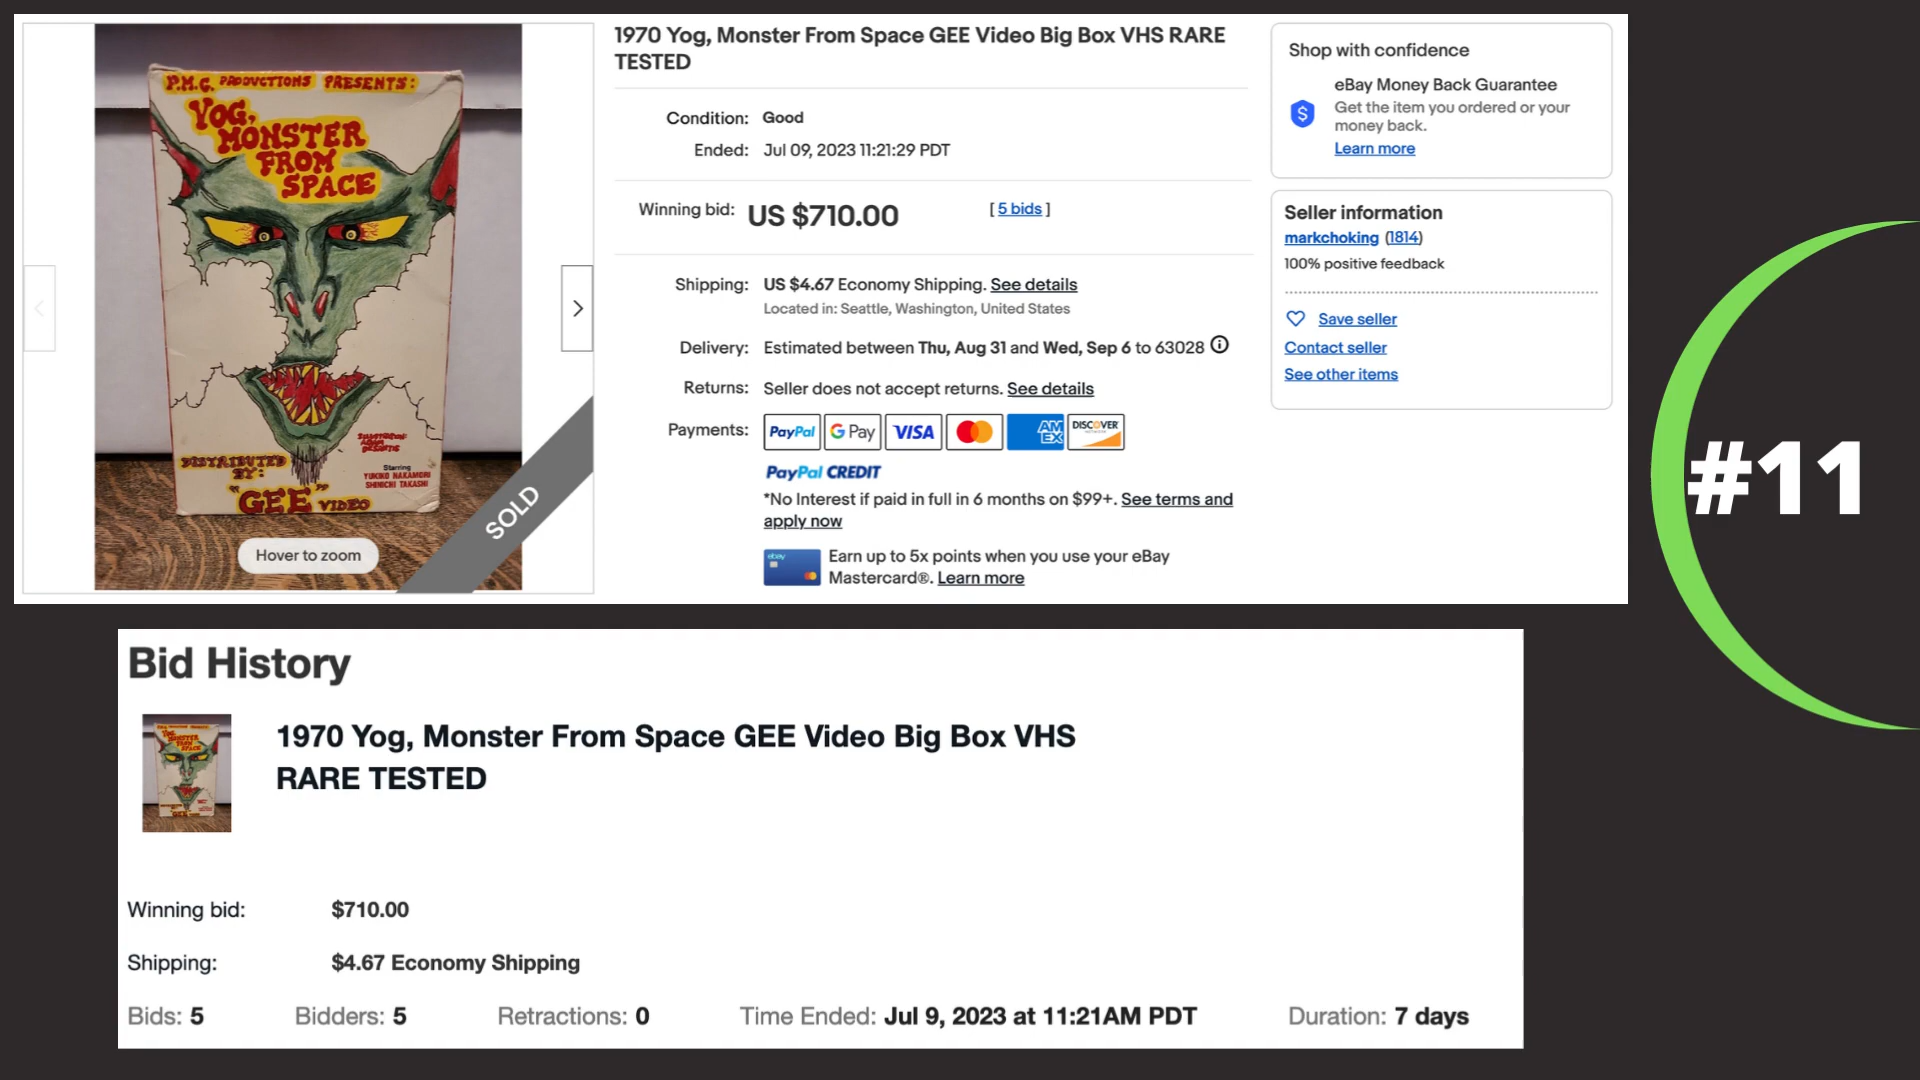 P.M.G. PRODUCTIONS PRESENTS:
YOG,
MONSTER
FROM
SPACE
DISTRIBUTED
BY:
"GEE" VIDEO
Starring
YUKIKO NAKAMORI
SHINICHI TAKASHI
Hover to zoom
SOLD
1970 Yog, Monster From Space GEE Video Big Box VHS RARE
TESTED
Condition: Good
Ended: Jul 09, 2023 11:21:29 PDT
Winning bid: US $710.00 [ 5 bids ]
Shipping: US $4.67 Economy Shipping. See details
Located in: Seattle, Washington, United States
Delivery: Estimated between Thu, Aug 31 and Wed, Sep 6 to 63028
Returns: Seller does not accept returns. See details
Payments: PayPal G Pay VISA AM EX DISCOVER
PayPal CREDIT
*No Interest if paid in full in 6 months on $99+. See terms and
apply now
ebay
Earn up to 5x points when you use your eBay
Mastercard®. Learn more
Shop with confidence
eBay Money Back Guarantee
Get the item you ordered or your
money back.
Learn more
Seller information
markchoking (1814)
100% positive feedback
Save seller
Contact seller
See other items
#11
Bid History
1970 Yog, Monster From Space GEE Video Big Box VHS
RARE TESTED
Winning bid: $710.00
Shipping: $4.67 Economy Shipping
Bids: 5 Bidders: 5 Retractions: 0 Time Ended: Jul 9, 2023 at 11:21AM PDT Duration: 7 days